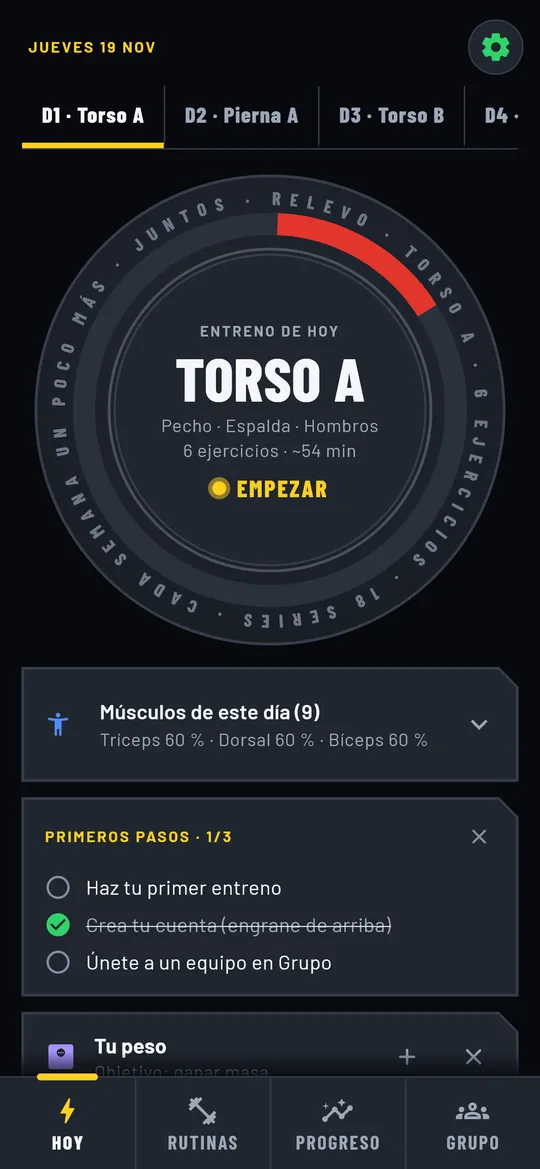 JUEVES 19 NOV
D1 · Torso A
D2 · Pierna A
D3 · Torso B
D4 ·
RELEVO · TORSO A · 6 EJERCICIOS · 18 SERIES · CADA SEMANA UN POCO MÁS · JUNTOS ·
ENTRENO DE HOY
TORSO A
Pecho · Espalda · Hombros
6 ejercicios · ~54 min
EMPEZAR
Músculos de este día (9)
Tríceps 60 % · Dorsal 60 % · Bíceps 60 %
PRIMEROS PASOS · 1/3
Haz tu primer entreno
Crea tu cuenta (engrane de arriba)
Únete a un equipo en Grupo
Tu peso
Objetivo: ganar masa
HOY
RUTINAS
PROGRESO
GRUPO